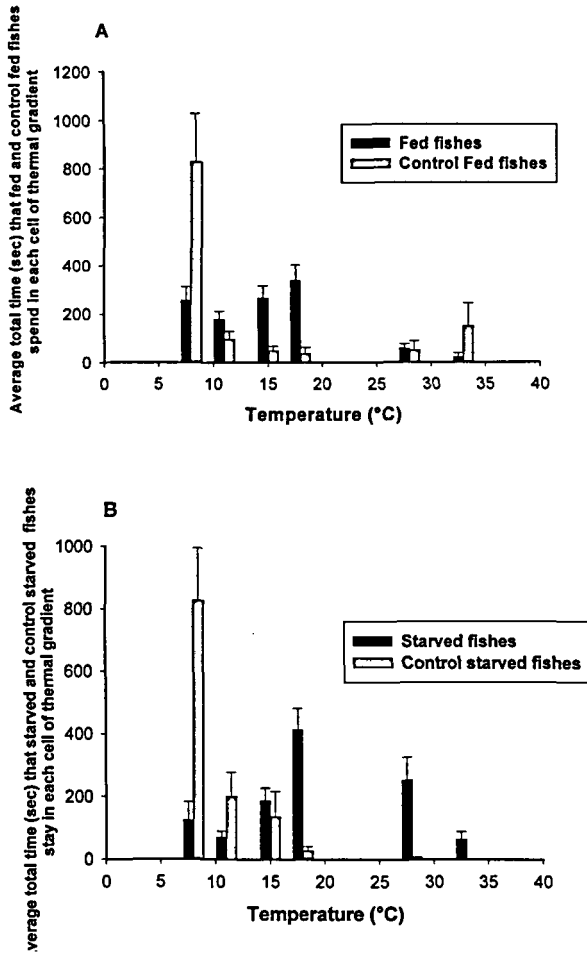 A
Average total time (sec) that fed and control fed fishes
spend in each cell of thermal gradient
1200
1000
800
600
400
200
0
Fed fishes
Control Fed fishes
0 5 10 15 20 25 30 35 40
Temperature (°C)
B
verage total time (sec) that starved and control starved fishes
stay in each cell of thermal gradient
1000
800
600
400
200
0
Starved fishes
Control starved fishes
0 5 10 15 20 25 30 35 40
Temperature (°C)